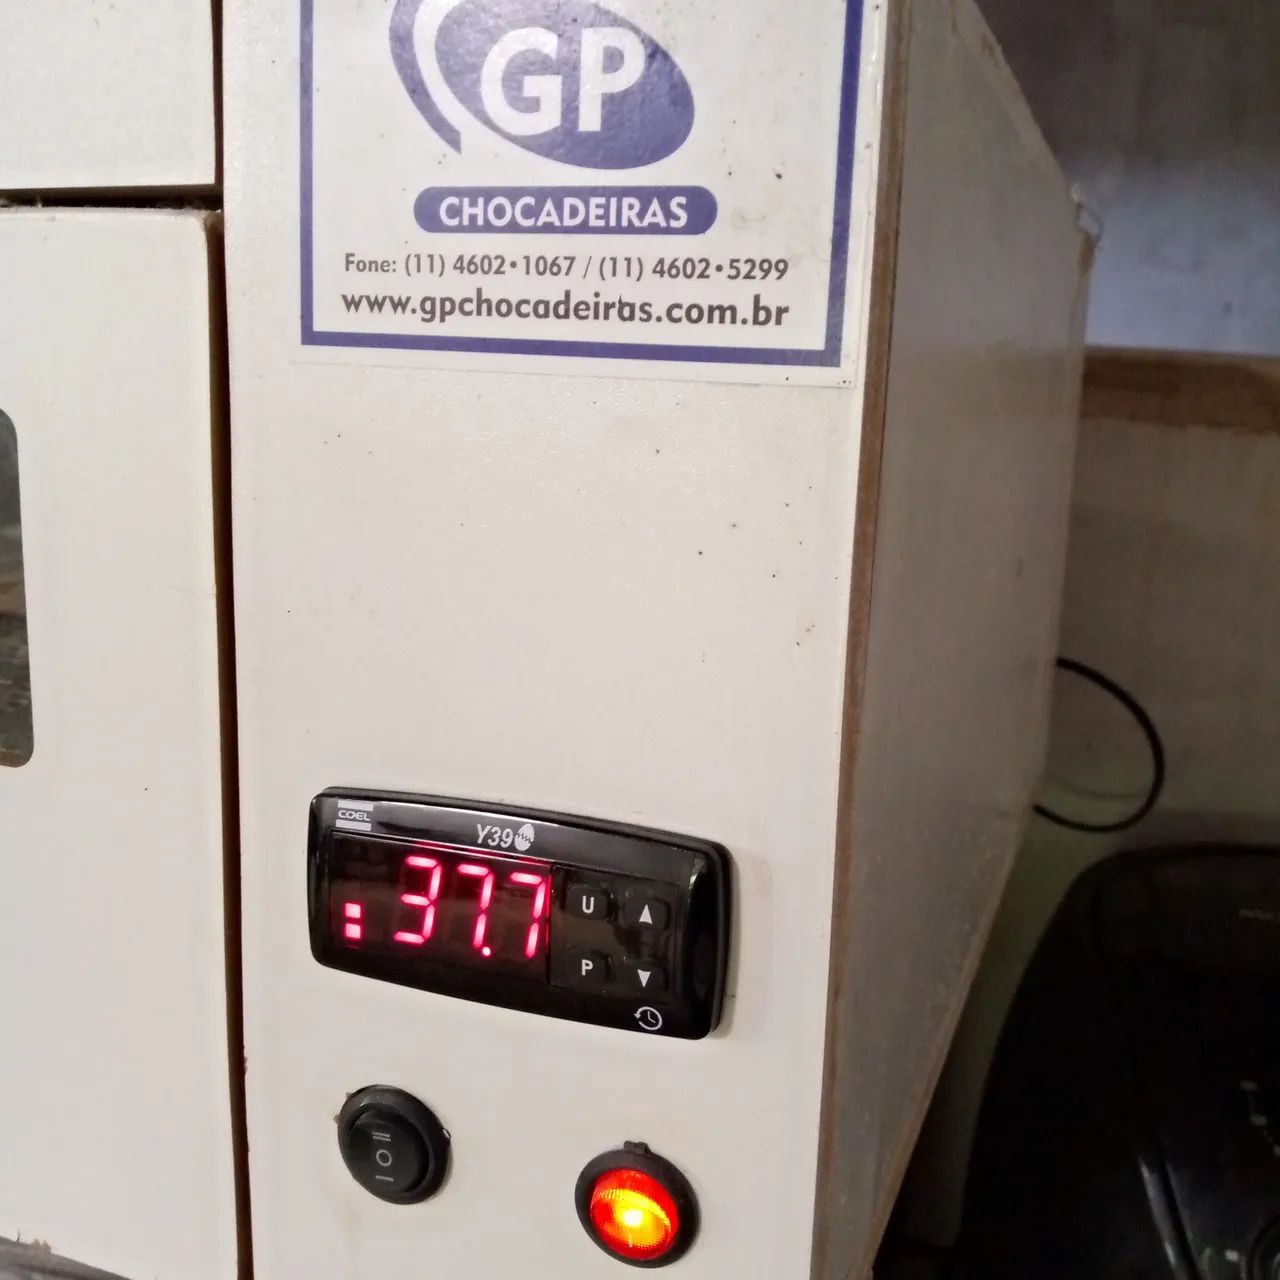 GP
CHOCADEIRAS
Fone: (11) 4602•1067 / (11) 4602•5299
www.gpchocadeiras.com.br
COEL
Y39
37.7
U
P